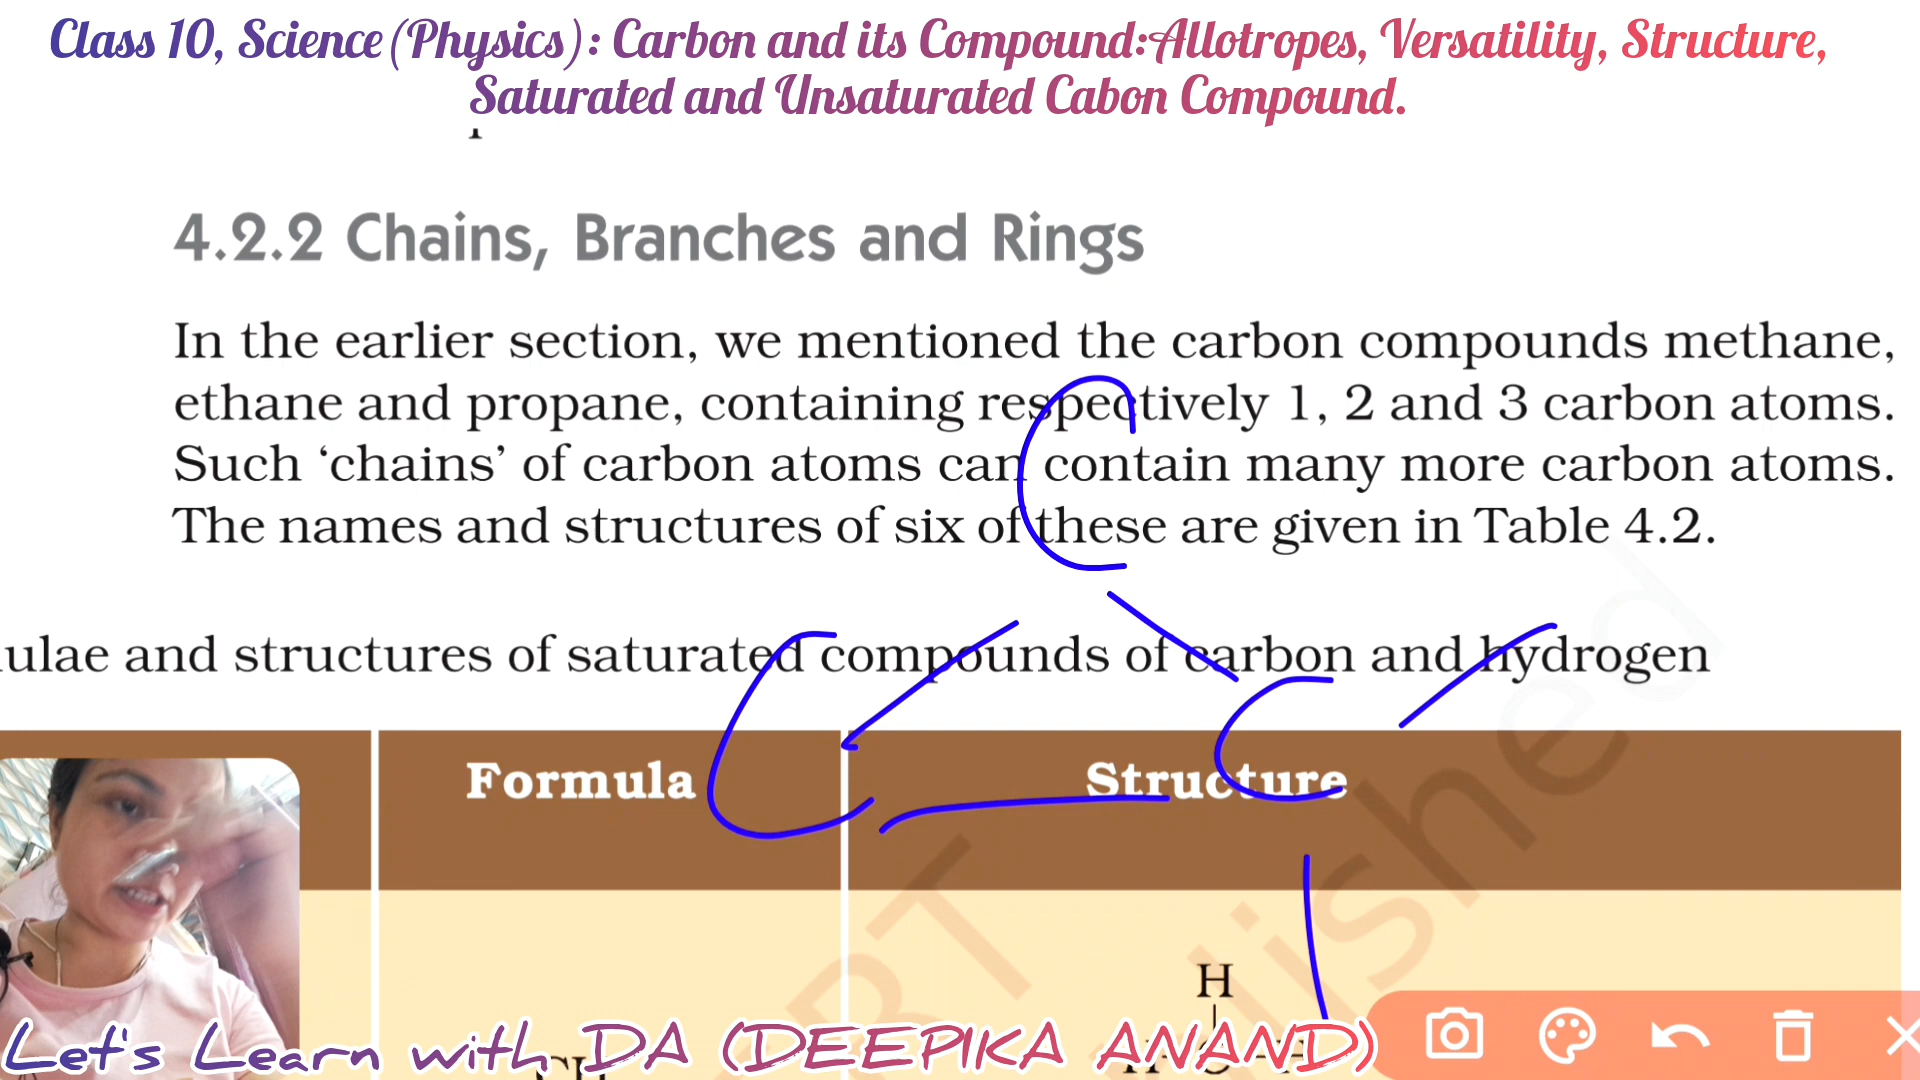 Class 10, Science(Physics): Carbon and its Compound:Allotropes, Versatility, Structure,
Saturated and Unsaturated Cabon Compound.
4.2.2 Chains, Branches and Rings
In the earlier section, we mentioned the carbon compounds methane,
ethane and propane, containing respectively 1, 2 and 3 carbon atoms.
Such ‘chains’ of carbon atoms can contain many more carbon atoms.
The names and structures of six of these are given in Table 4.2.
ulae and structures of saturated compounds of carbon and hydrogen
Formula Structure
H
Let's Learn with DA (DEEPIKA ANAND)